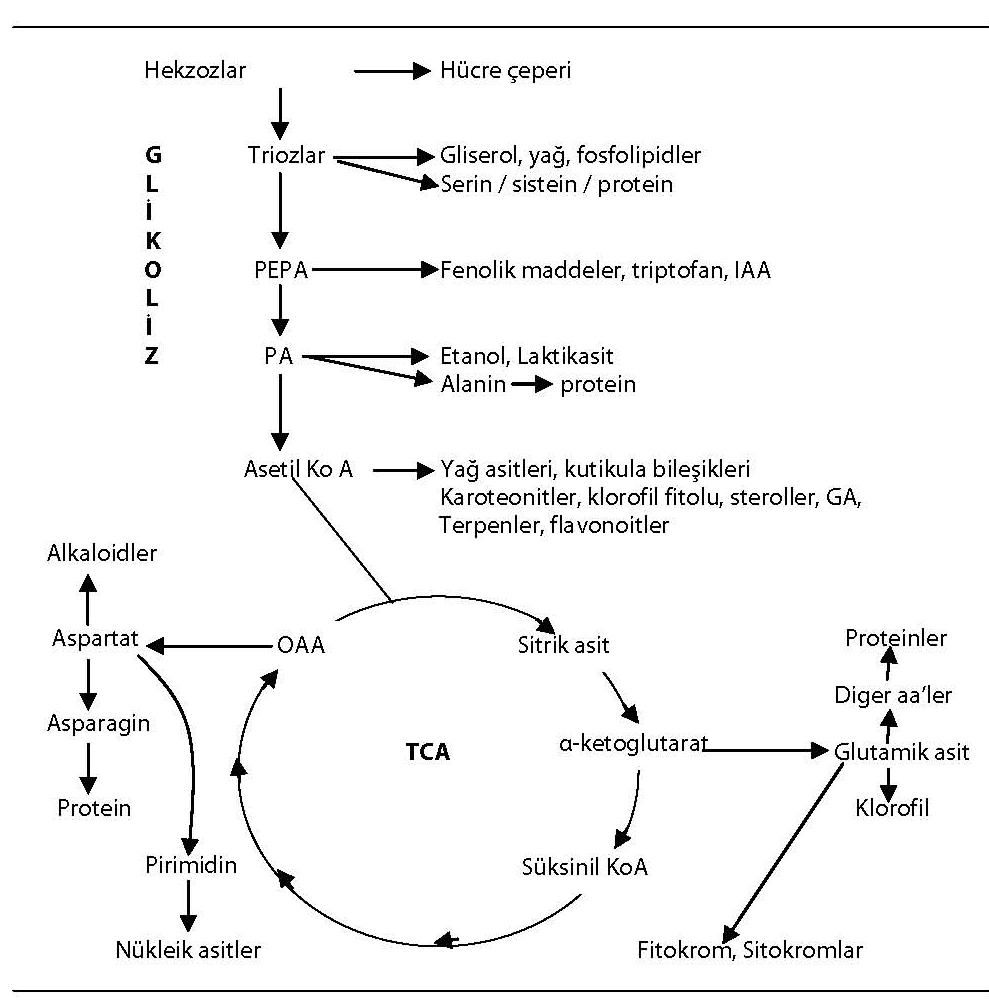 Hekzozlar
Hücre çeperi
GLİKOLİZ
Triozlar
Gliserol, yağ, fosfolipidler
Serin / sistein / protein
PEPA
Fenolik maddeler, triptofan, IAA
PA
Etanol, Laktikasit
Alanin
protein
Asetil Ko A
Yağ asitleri, kutikula bileşikleri
Karoteonitler, klorofil fitolu, steroller, GA,
Terpenler, flavonoitler
Alkaloidler
Aspartat
OAA
Sitrik asit
Proteinler
Diger aa’ler
Asparagin
TCA
α-ketoglutarat
Glutamik asit
Protein
Klorofil
Pirimidin
Süksinil KoA
Nükleik asitler
Fitokrom, Sitokromlar